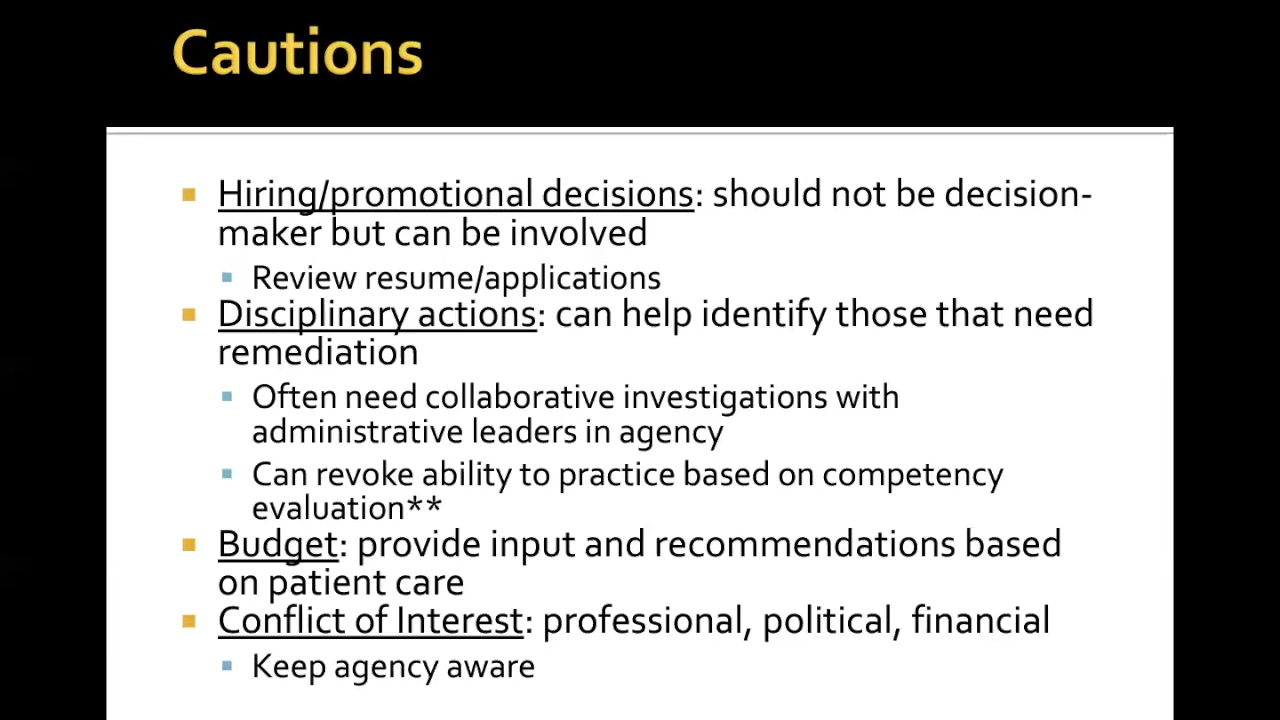 Cautions
Hiring/promotional decisions: should not be decision-
maker but can be involved
Review resume/applications
Disciplinary actions: can help identify those that need
remediation
Often need collaborative investigations with
administrative leaders in agency
Can revoke ability to practice based on competency
evaluation**
Budget: provide input and recommendations based
on patient care
Conflict of Interest: professional, political, financial
Keep agency aware